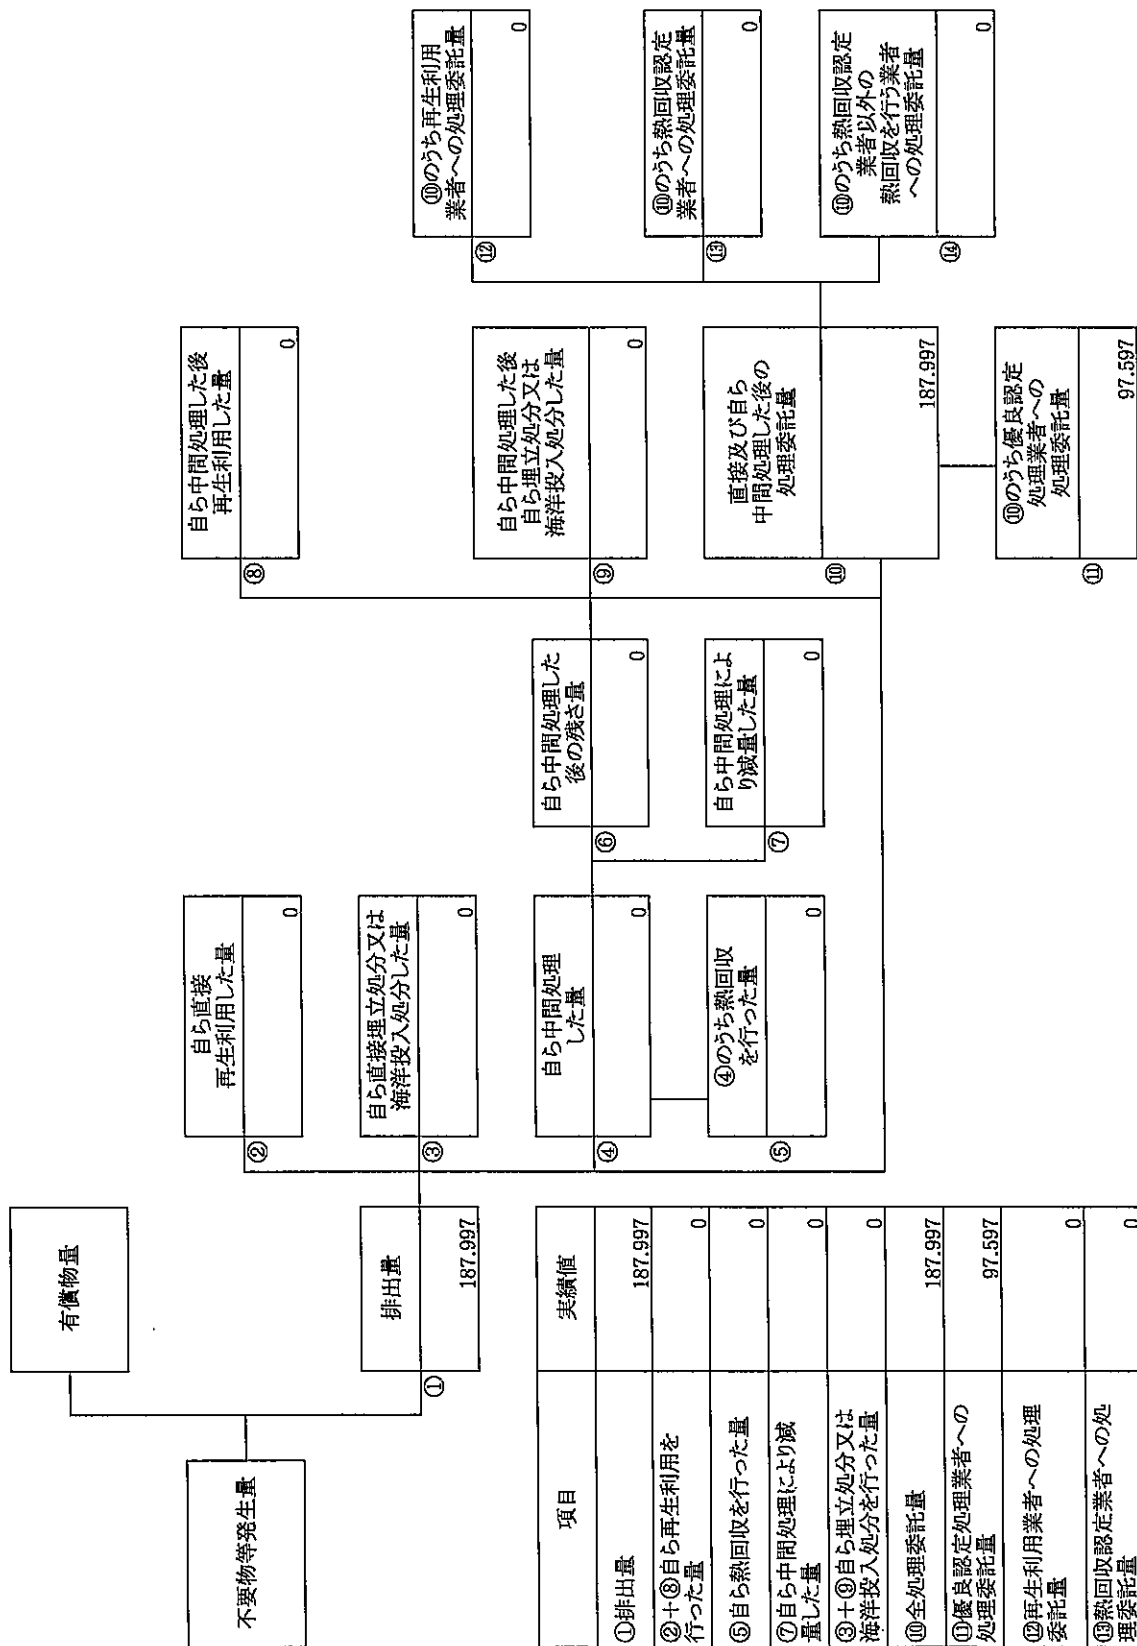 不要物等発生量
有償物量
排出量
①
187.997
自ら直接
再生利用した量
②
0
自ら直接埋立処分又は
海洋投入処分した量
③
0
自ら中間処理
した量
④
0
④のうち熱回収
を行った量
⑤
0
自ら中間処理した
後の残さ量
⑥
0
自ら中間処理によ
り減量した量
⑦
0
自ら中間処理した後
再生利用した量
⑧
0
自ら中間処理した後
自ら埋立処分又は
海洋投入処分した量
⑨
0
直接及び自ら
中間処理した後の
処理委託量
⑩
187.997
⑩のうち優良認定
処理業者への
処理委託量
⑪
97.597
⑩のうち再生利用
業者への処理委託量
⑫
0
⑩のうち熱回収認定
業者への処理委託量
⑬
0
⑩のうち熱回収認定
業者以外の
熱回収を行う業者
への処理委託量
⑭
0
項目 実績値
①排出量 187.997
②+⑧自ら再生利用を
行った量 0
⑤自ら熱回収を行った量 0
⑦自ら中間処理により減
量した量 0
③+⑨自ら埋立処分又は
海洋投入処分を行った量 0
⑩全処理委託量 187.997
⑪優良認定処理業者への
処理委託量 97.597
⑫再生利用業者への処理
委託量 0
⑬熱回収認定業者への処
理委託量 0